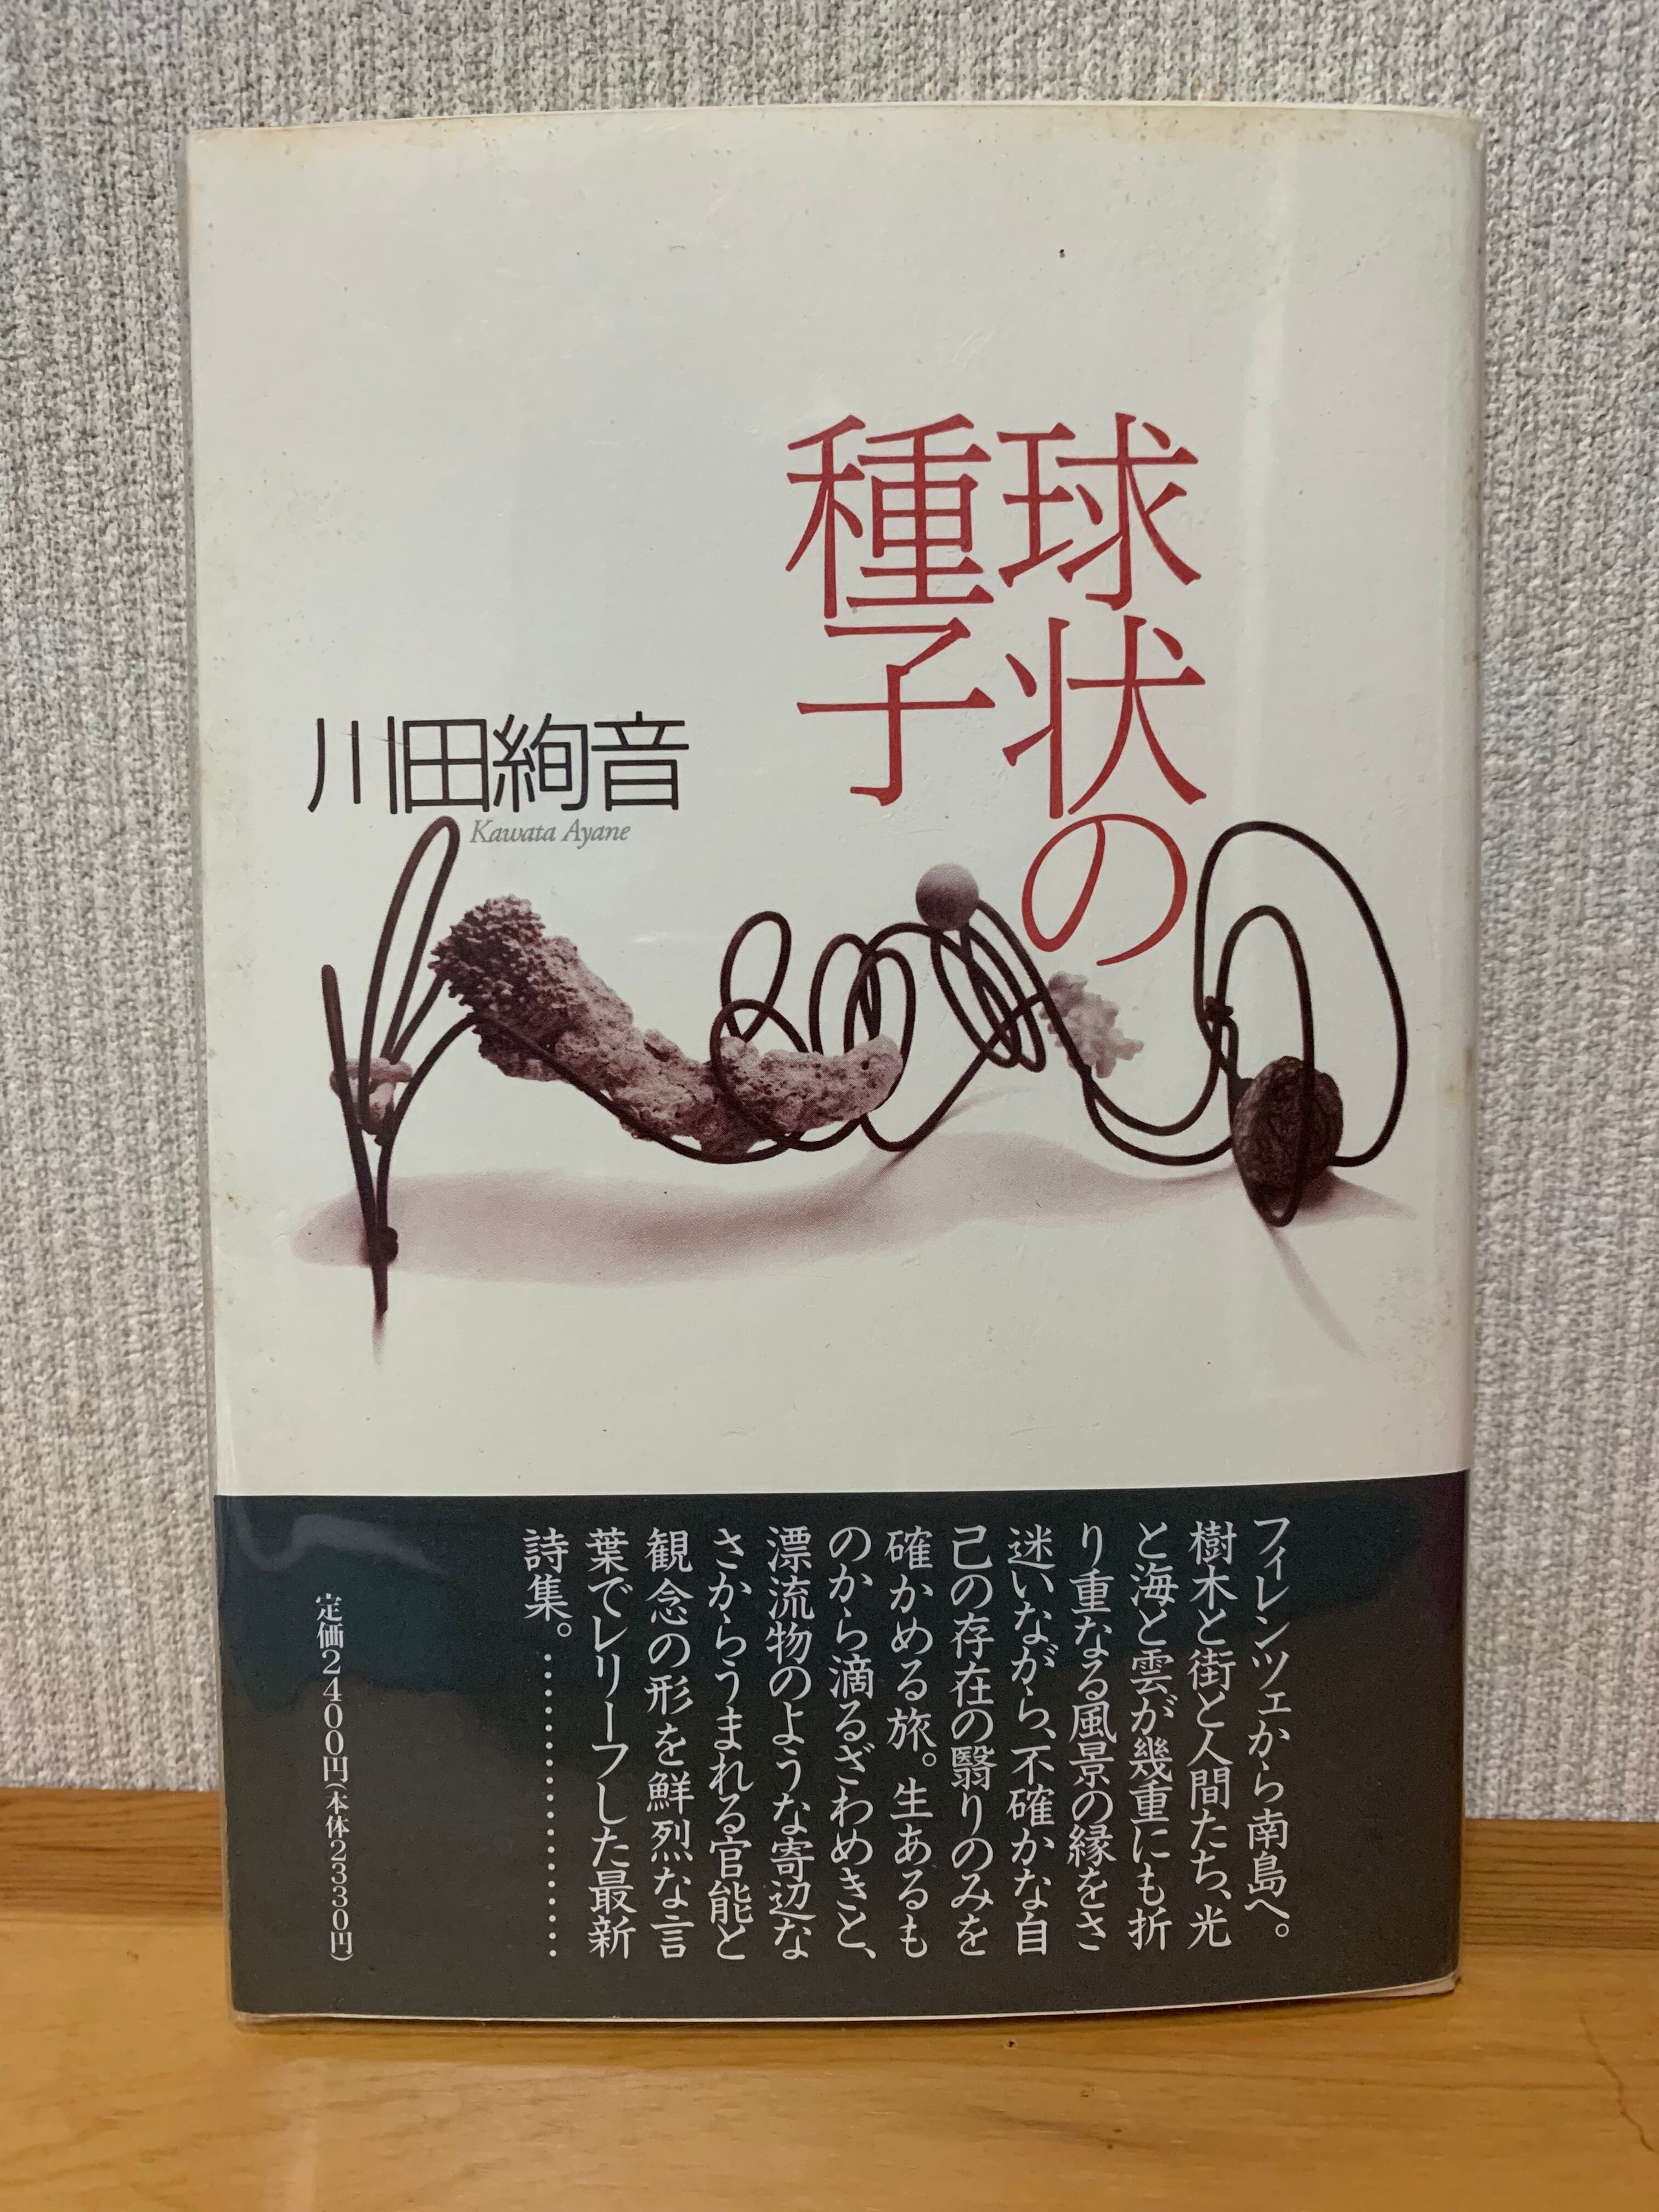 球状の
種子
川田絢音
Kawata Ayane
フィレンツェから南島へ。
樹木と街と人間たち、光
と海と雲が幾重にも折
り重なる風景の縁をさ
迷いながら、不確かな自
己の存在の翳りのみを
確かめる旅。生あるも
のから滴るざわめきと、
漂流物のような寄辺な
さからうまれる官能と
観念の形を鮮烈な言
葉でレリーフした最新
詩集。………………
定価2400円(本体2330円)